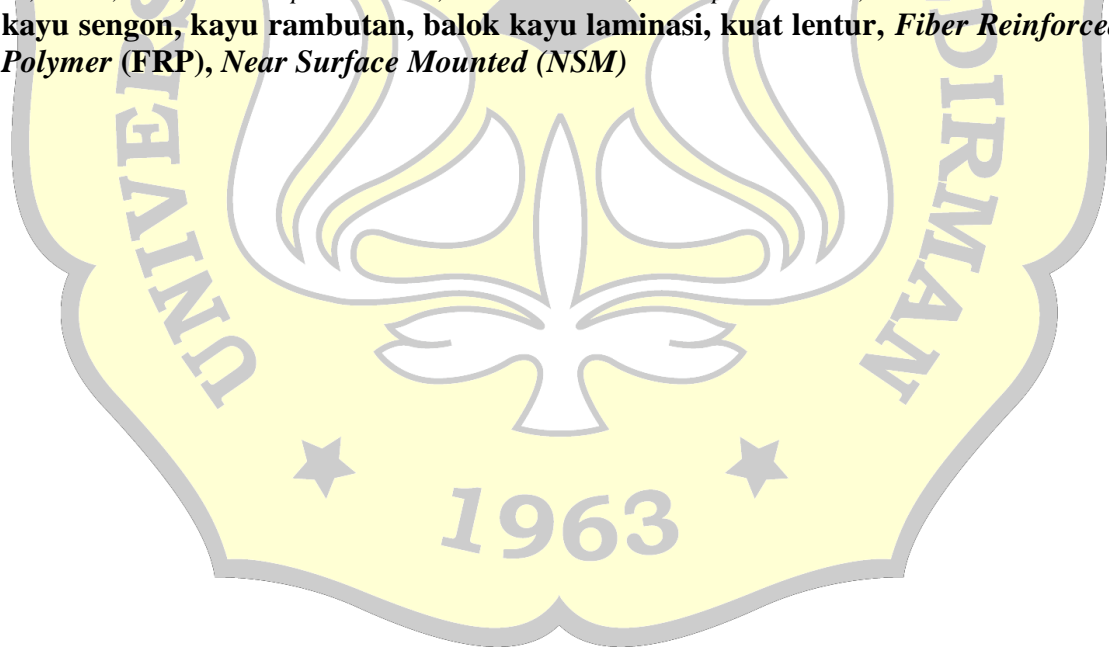 kayu sengon, kayu rambutan, balok kayu laminasi, kuat lentur, Fiber Reinforced
Polymer (FRP), Near Surface Mounted (NSM)
1963